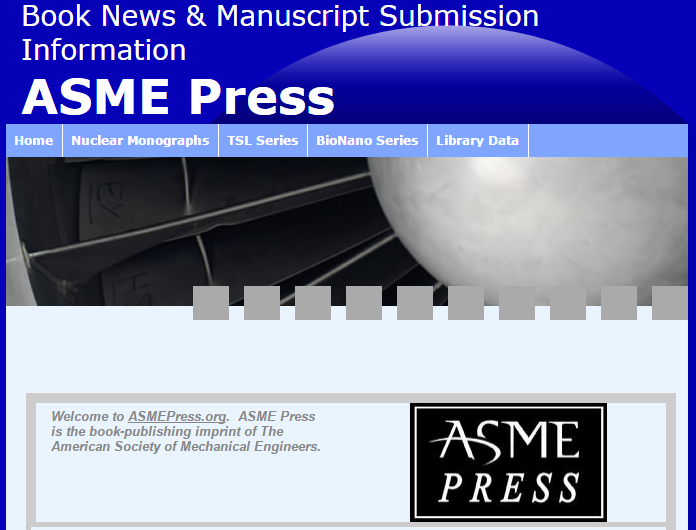 Book News & Manuscript Submission
Information
ASME Press
Home Nuclear Monographs TSL Series BioNano Series Library Data
Welcome to ASMEPress.org. ASME Press
is the book-publishing imprint of The
American Society of Mechanical Engineers.
ASME
PRESS